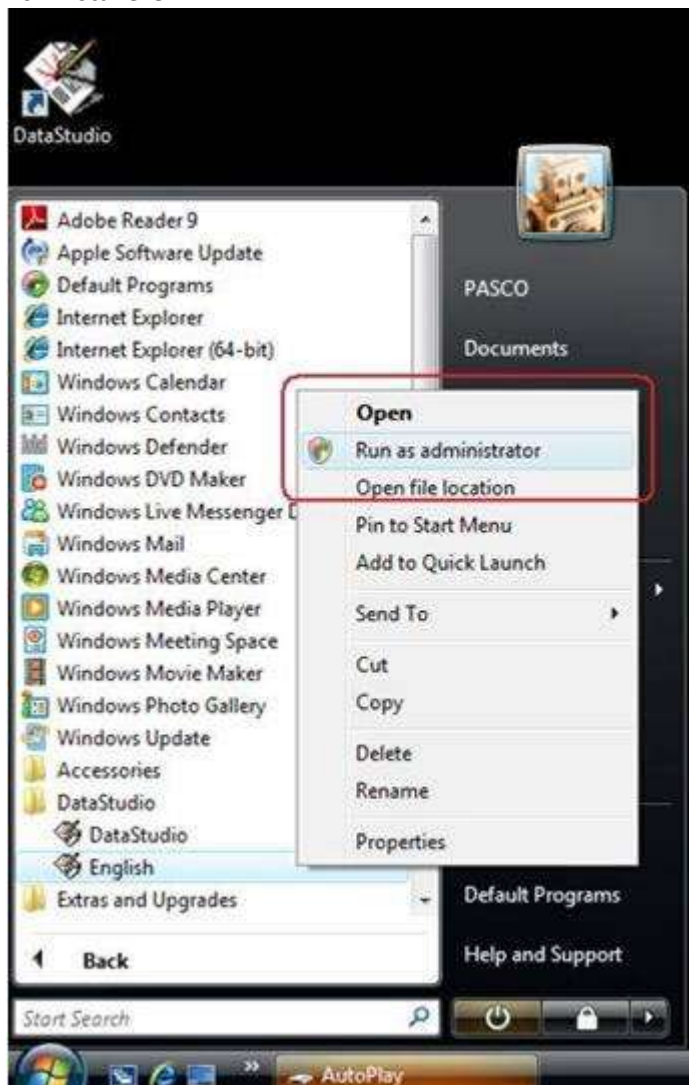 DataStudio
Adobe Reader 9
Apple Software Update
Default Programs
Internet Explorer
Internet Explorer (64-bit)
Windows Calendar
Windows Contacts
Windows Defender
Windows DVD Maker
Windows Live Messenger
Windows Mail
Windows Media Center
Windows Media Player
Windows Meeting Space
Windows Movie Maker
Windows Photo Gallery
Windows Update
Accessories
DataStudio
DataStudio
English
Extras and Upgrades
Back
Start Search
PASCO
Documents
Open
Run as administrator
Open file location
Pin to Start Menu
Add to Quick Launch
Send To
Cut
Copy
Delete
Rename
Properties
Default Programs
Help and Support
AutoPlay